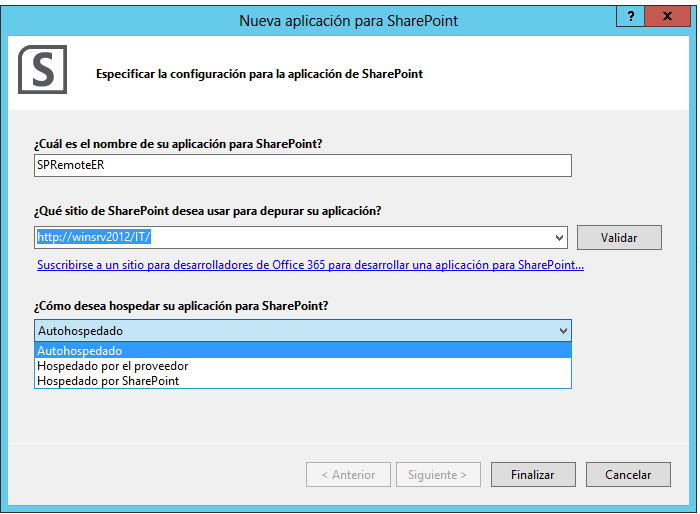 Nueva aplicación para SharePoint
?
x
S
Especificar la configuración para la aplicación de SharePoint
¿Cuál es el nombre de su aplicación para SharePoint?
SPRemoteER
¿Qué sitio de SharePoint desea usar para depurar su aplicación?
http://winsrv2012/IT/
Validar
Suscribirse a un sitio para desarrolladores de Office 365 para desarrollar una aplicación para SharePoint...
¿Cómo desea hospedar su aplicación para SharePoint?
Autohospedado
Autohospedado
Hospedado por el proveedor
Hospedado por SharePoint
< Anterior
Siguiente >
Finalizar
Cancelar